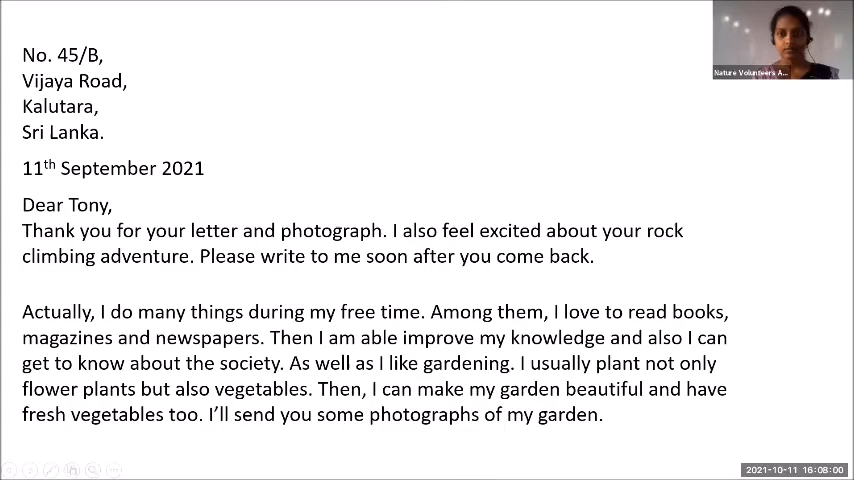 No. 45/B,
Vijaya Road,
Kalutara,
Sri Lanka.
11th September 2021
Dear Tony,
Thank you for your letter and photograph. I also feel excited about your rock
climbing adventure. Please write to me soon after you come back.
Actually, I do many things during my free time. Among them, I love to read books,
magazines and newspapers. Then I am able improve my knowledge and also I can
get to know about the society. As well as I like gardening. I usually plant not only
flower plants but also vegetables. Then, I can make my garden beautiful and have
fresh vegetables too. I’ll send you some photographs of my garden.
Nature Volunteers A...
2021-10-11 16:08:00